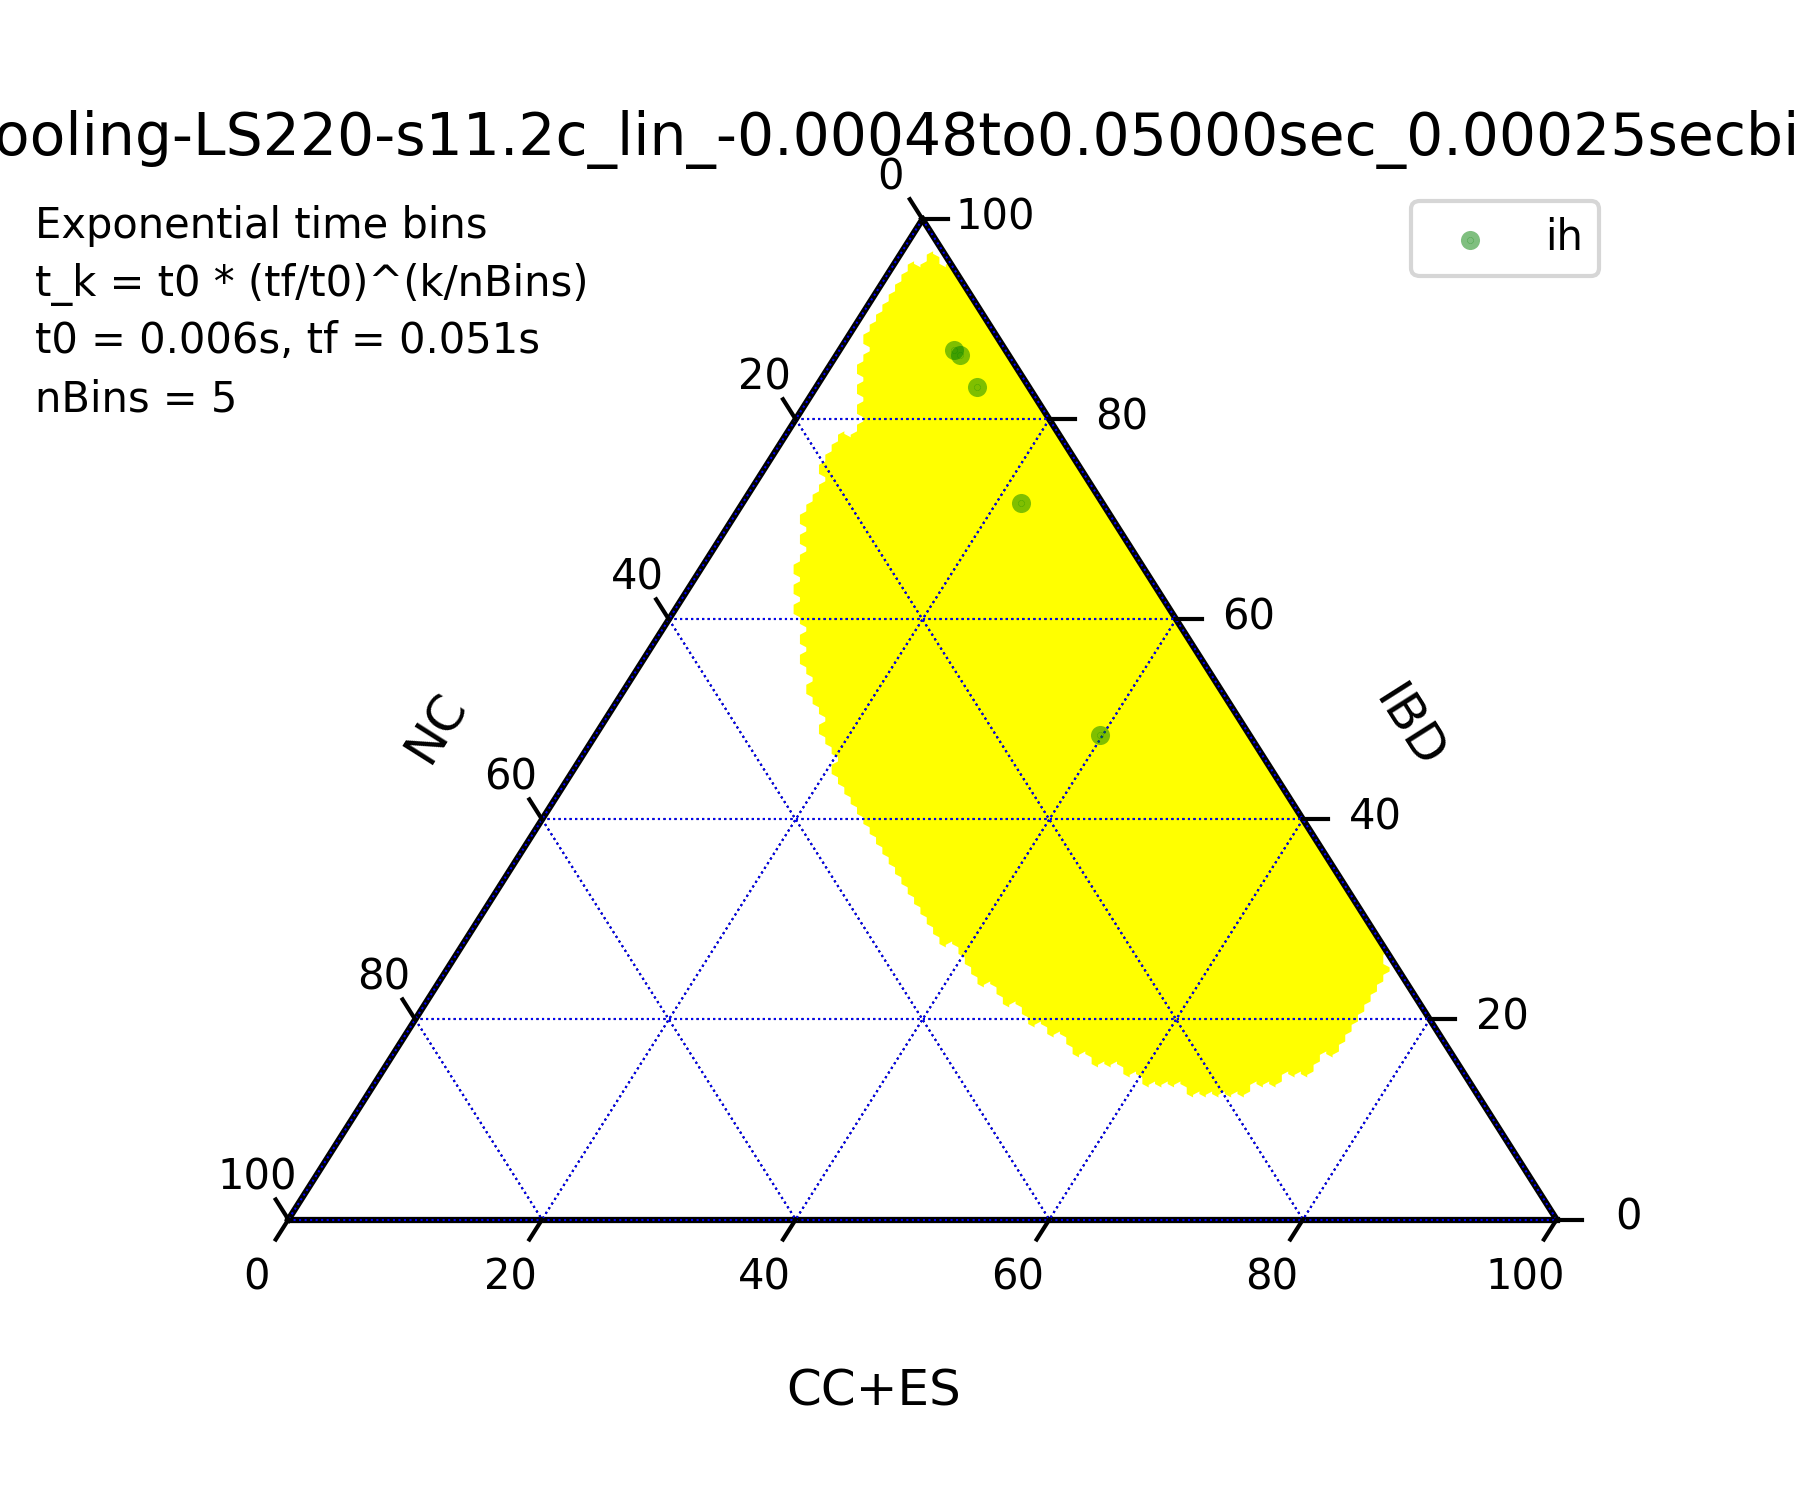 ooling-LS220-s11.2c_lin_-0.00048to0.05000sec_0.00025secbi
Exponential time bins
t_k = t0 * (tf/t0)^(k/nBins)
t0 = 0.006s, tf = 0.051s
nBins = 5
ih
0
100
20
80
40
60
NC
IBD
60
40
80
20
100
0
0
20
40
60
80
100
CC+ES